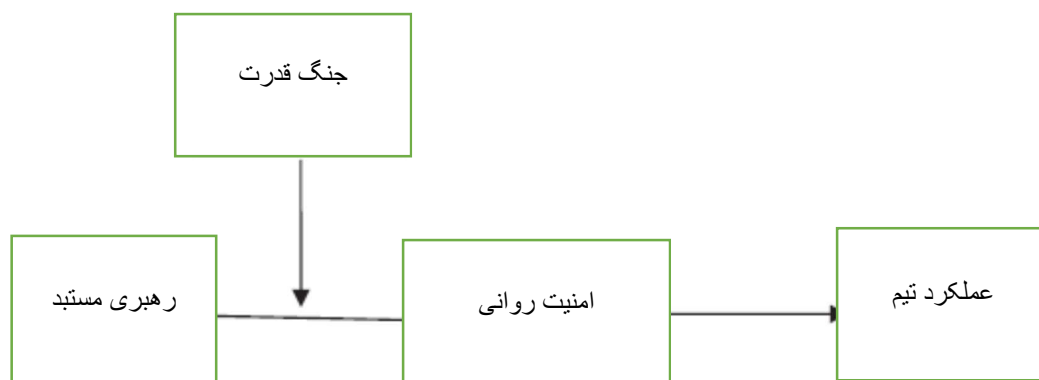 جنگ قدرت
رهبری مستبد
امنیت روانی
عملکرد تیم